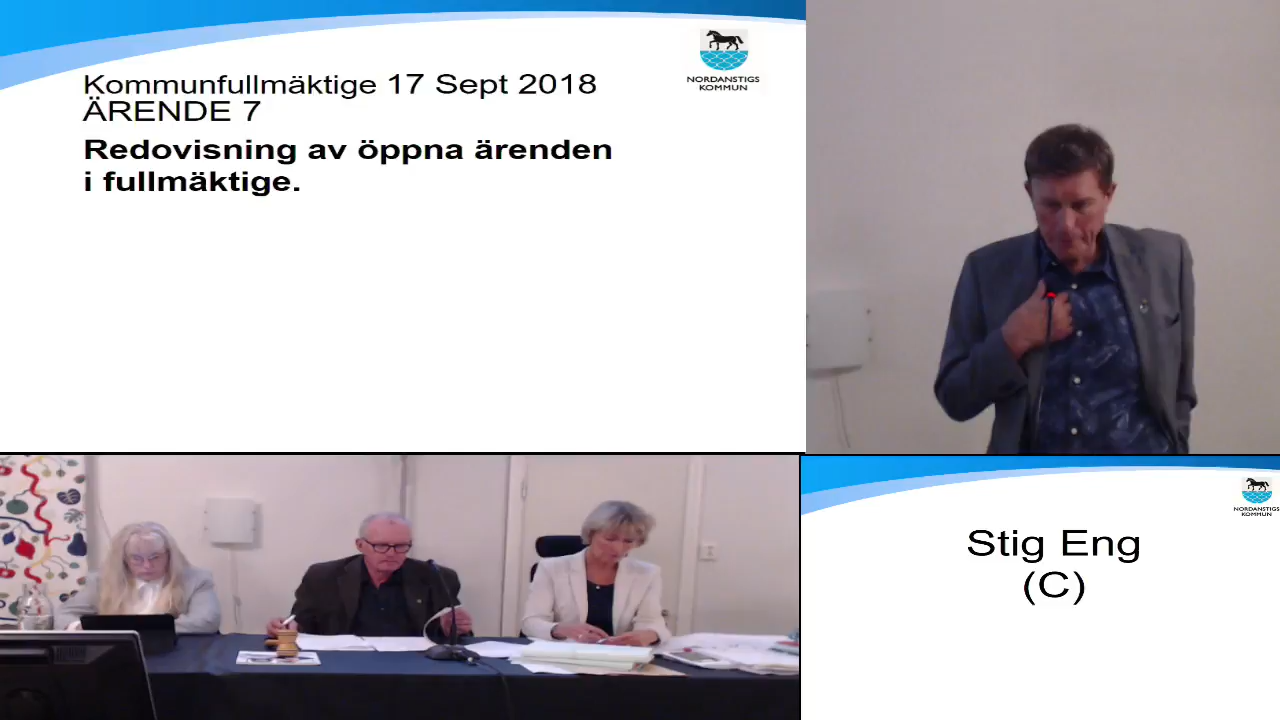 Kommunfullmäktige 17 Sept 2018
ÄRENDE 7
Redovisning av öppna ärenden
i fullmäktige.
NORDANSTIGS
KOMMUN
Stig Eng
(C)
NORDANSTIGS
KOMMUN